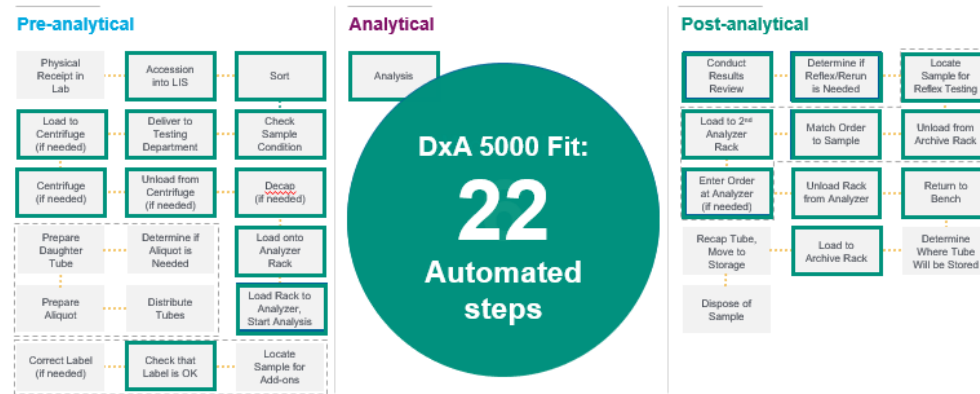 Pre-analytical
Physical
Receipt in
Lab
Accession
into LIS
Sort
Load to
Centrifuge
(if needed)
Deliver to
Testing
Department
Check
Sample
Condition
Centrifuge
(if needed)
Unload from
Centrifuge
(if needed)
Decap
(if needed)
Prepare
Daughter
Tube
Determine if
Aliquot is
Needed
Load onto
Analyzer
Rack
Prepare
Aliquot
Distribute
Tubes
Load Rack to
Analyzer,
Start Analysis
Correct Label
(if needed)
Check that
Label is OK
Locate
Sample for
Add-ons
Analytical
Analysis
DxA 5000 Fit:
22
Automated
steps
Post-analytical
Conduct
Results
Review
Determine if
Reflex/Rerun
is Needed
Locate
Sample for
Reflex Testing
Load to 2nd
Analyzer
Rack
Match Order
to Sample
Unload from
Archive Rack
Enter Order
at Analyzer
(if needed)
Unload Rack
from Analyzer
Return to
Bench
Recap Tube,
Move to
Storage
Load to
Archive Rack
Determine
Where Tube
Will be Stored
Dispose of
Sample